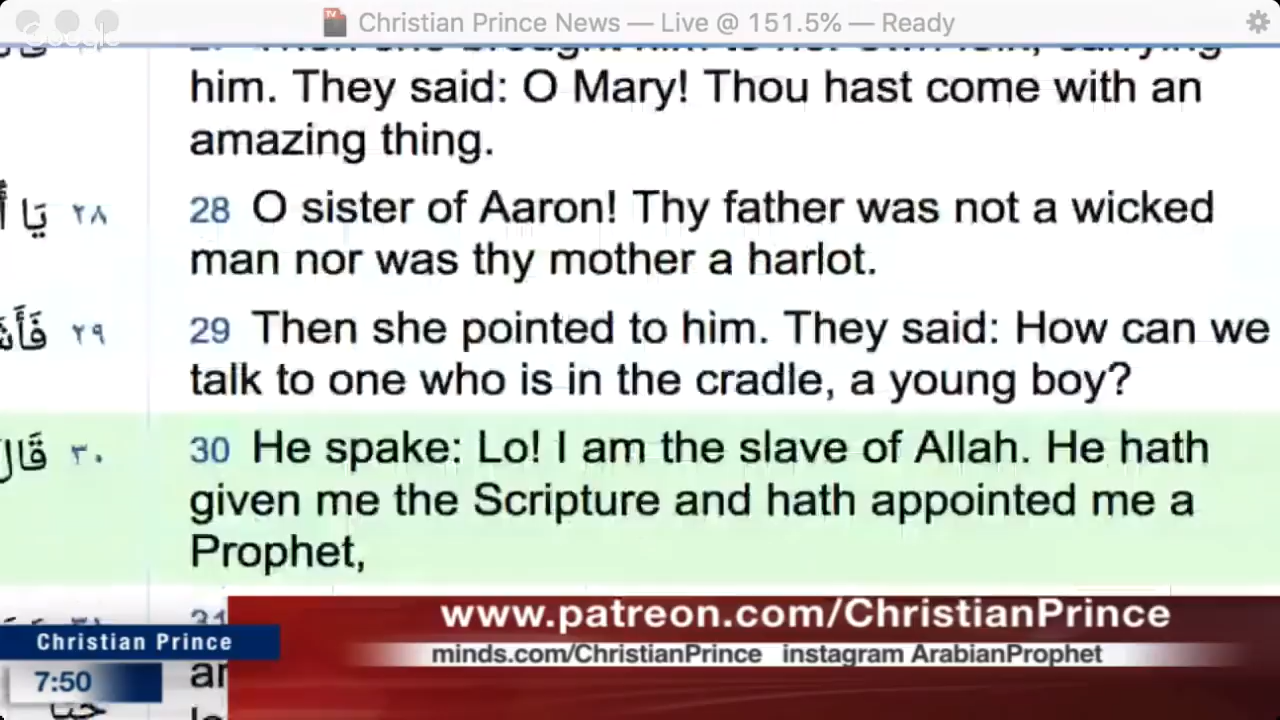 Christian Prince News — Live @ 151.5% — Ready
Google
him. They said: O Mary! Thou hast come with an
amazing thing.
يَا ٢٨
28 O sister of Aaron! Thy father was not a wicked
man nor was thy mother a harlot.
٢٩
29 Then she pointed to him. They said: How can we
talk to one who is in the cradle, a young boy?
٣٠
30 He spake: Lo! I am the slave of Allah. He hath
given me the Scripture and hath appointed me a
Prophet,
31
www.patreon.com/ChristianPrince
Christian Prince
minds.com/ChristianPrince instagram ArabianProphet
7:50